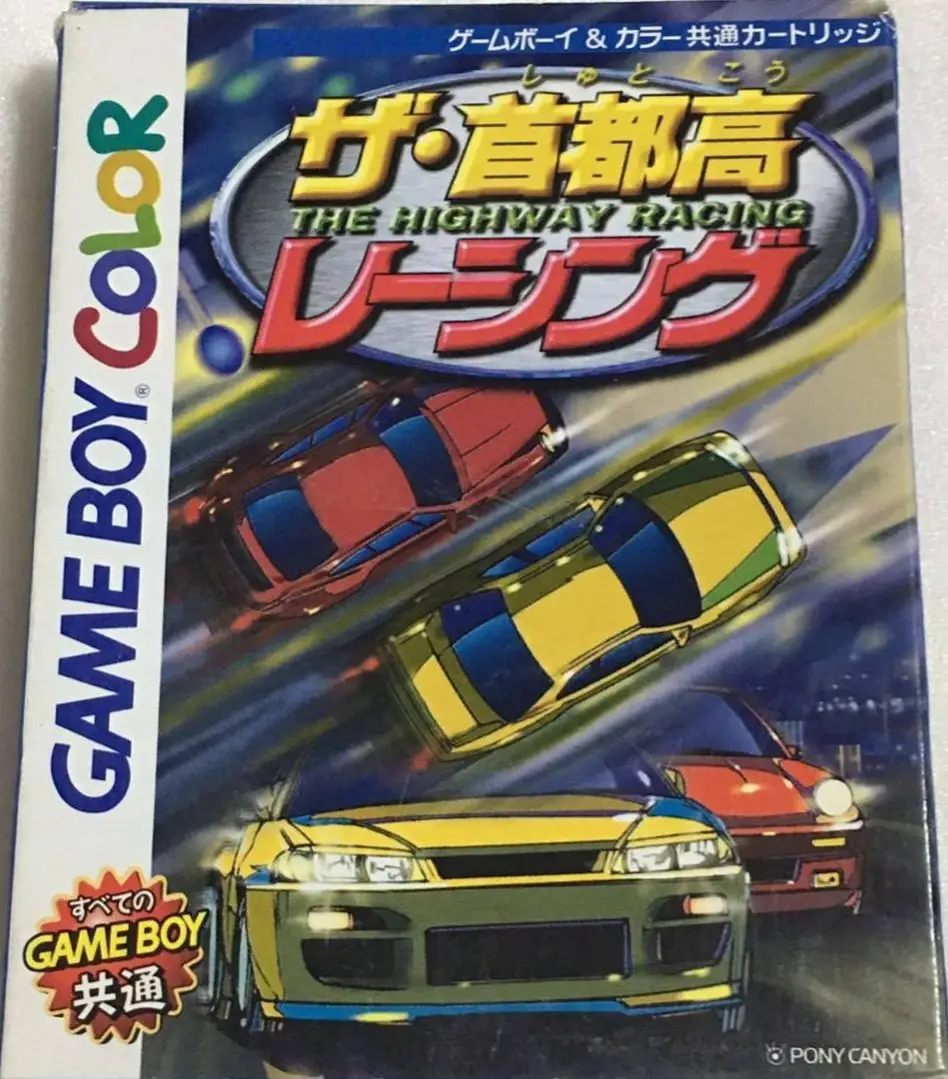 ゲームボーイ & カラー共通カートリッジ
しゅとこう
ザ・首都高
THE HIGHWAY RACING
レーシング
GAME BOY COLOR®
すべての
GAME BOY
共通
PONY CANYON